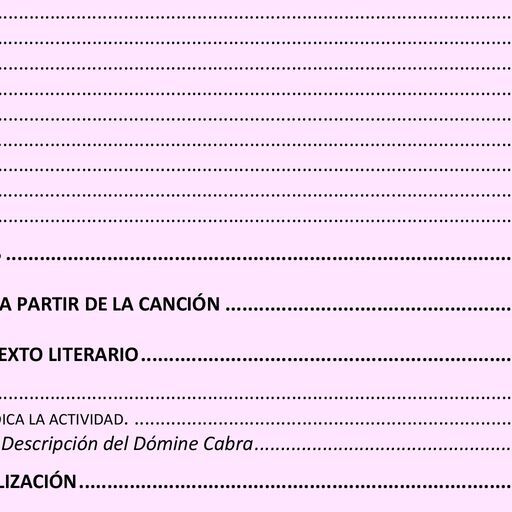 A PARTIR DE LA CANCIÓN ........................................
EXTO LITERARIO........................................
DICA LA ACTIVIDAD. ........................................
Descripción del Dómine Cabra........................................
LIZACIÓN........................................